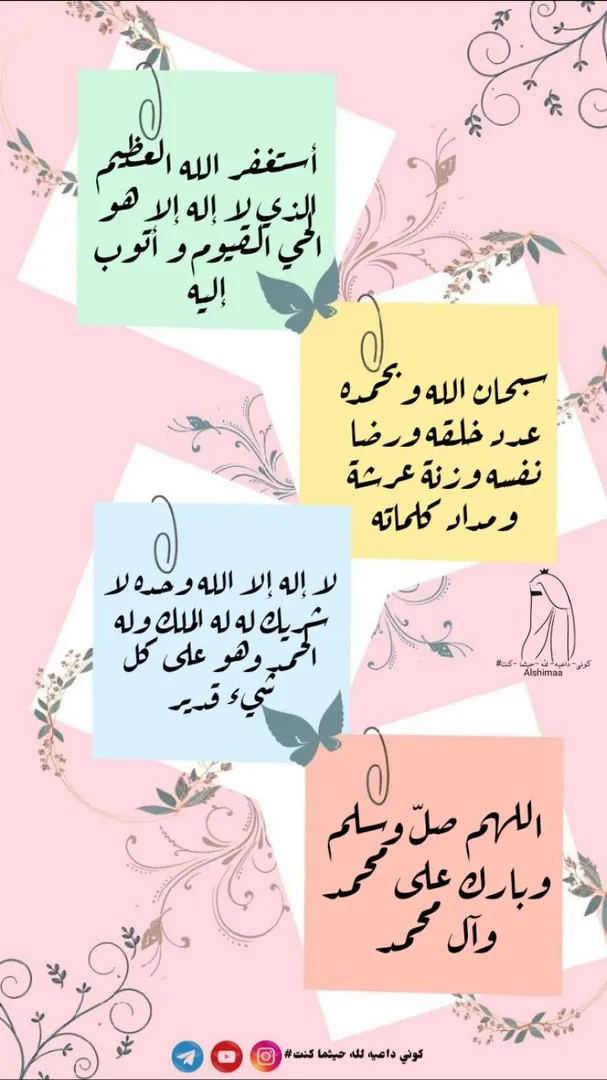 أستغفر الله العظيم
الذي لا إله إلا هو
الحي القيوم و أتوب
إليه
سبحان الله و بحمده
عدد خلقه ورضا
نفسه وزنة عرشة
ومداد كلماته
لا إله إلا الله وحده لا
شريك له له الملك وله
الحمد وهو على كل
شيء قدير
#كوني-داعيه-لله-حيثما-كنت
Alshimaa
اللهم صلّ وسلم
وبارك على محمد
وآل محمد
#كوني داعيه لله حيثما كنت